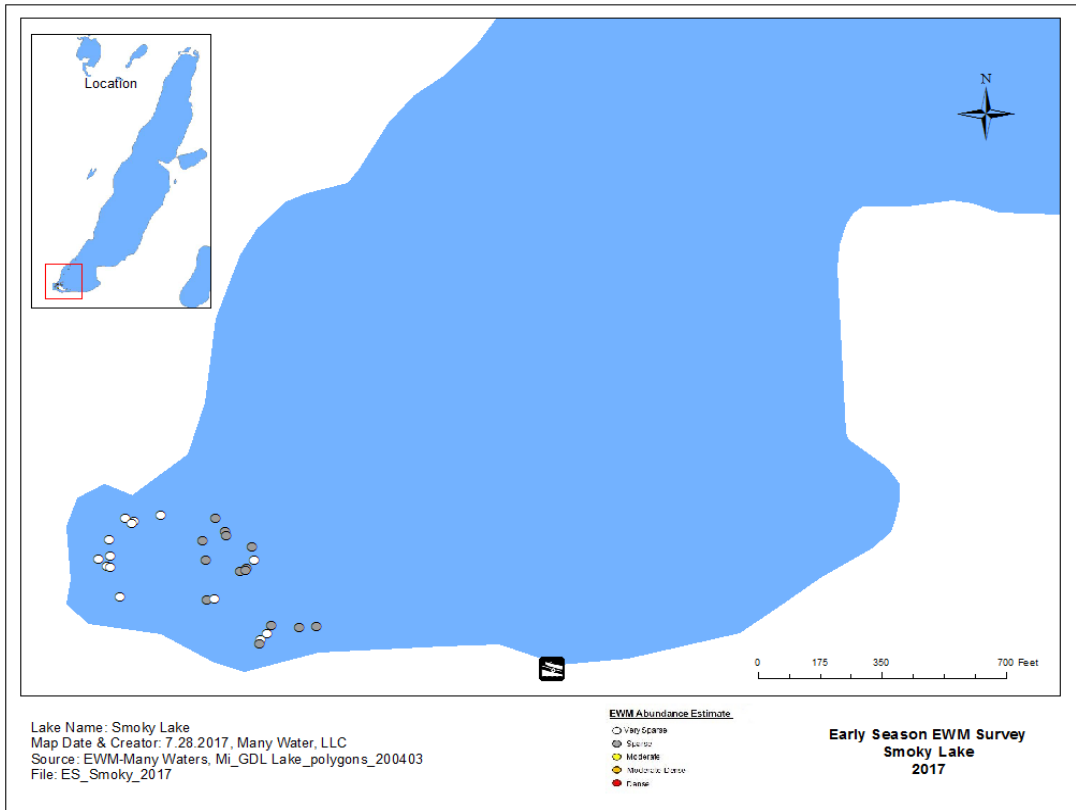 Location
N
0 175 350 700 Feet
Lake Name: Smoky Lake
Map Date & Creator: 7.28.2017, Many Water, LLC
Source: EWM-Many Waters, Mi_GDL Lake_polygons_200403
File: ES_Smoky_2017
EWM Abundance Estimate
Very Sparse
Sparse
Moderate
Moderate-Dense
Dense
Early Season EWM Survey
Smoky Lake
2017